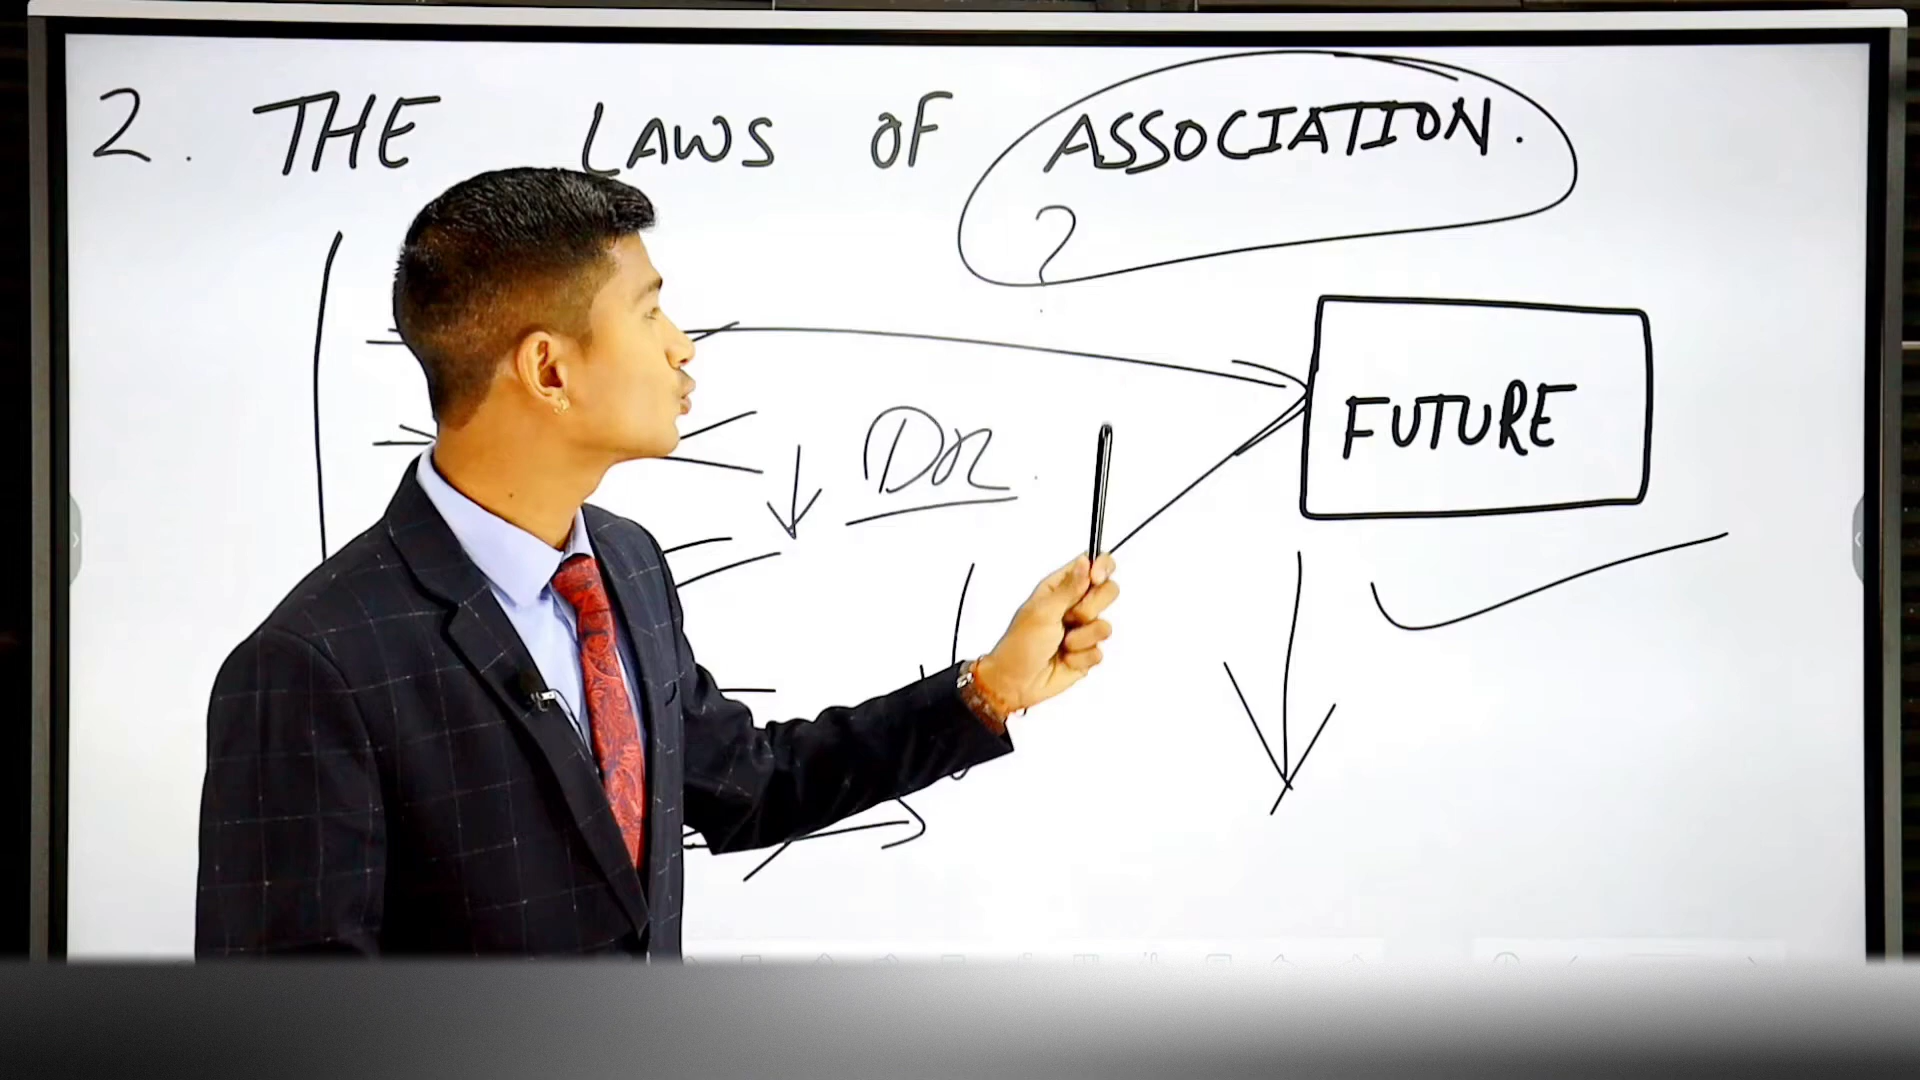 2. THE LAWS OF ASSOCIATION.
?
FUTURE
DR